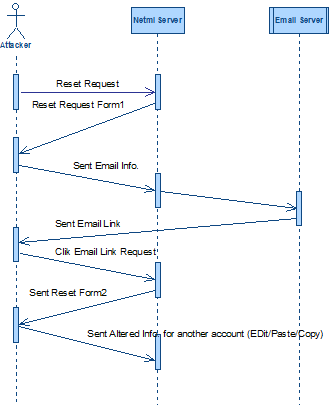 Netmi Server
Email Server
Attacker
Reset Request
Reset Request Form1
Sent Email Info.
Sent Email Link
Clik Email Link Request
Sent Reset Form2
Sent Altered Info. for another account (EDit/Paste/Copy)